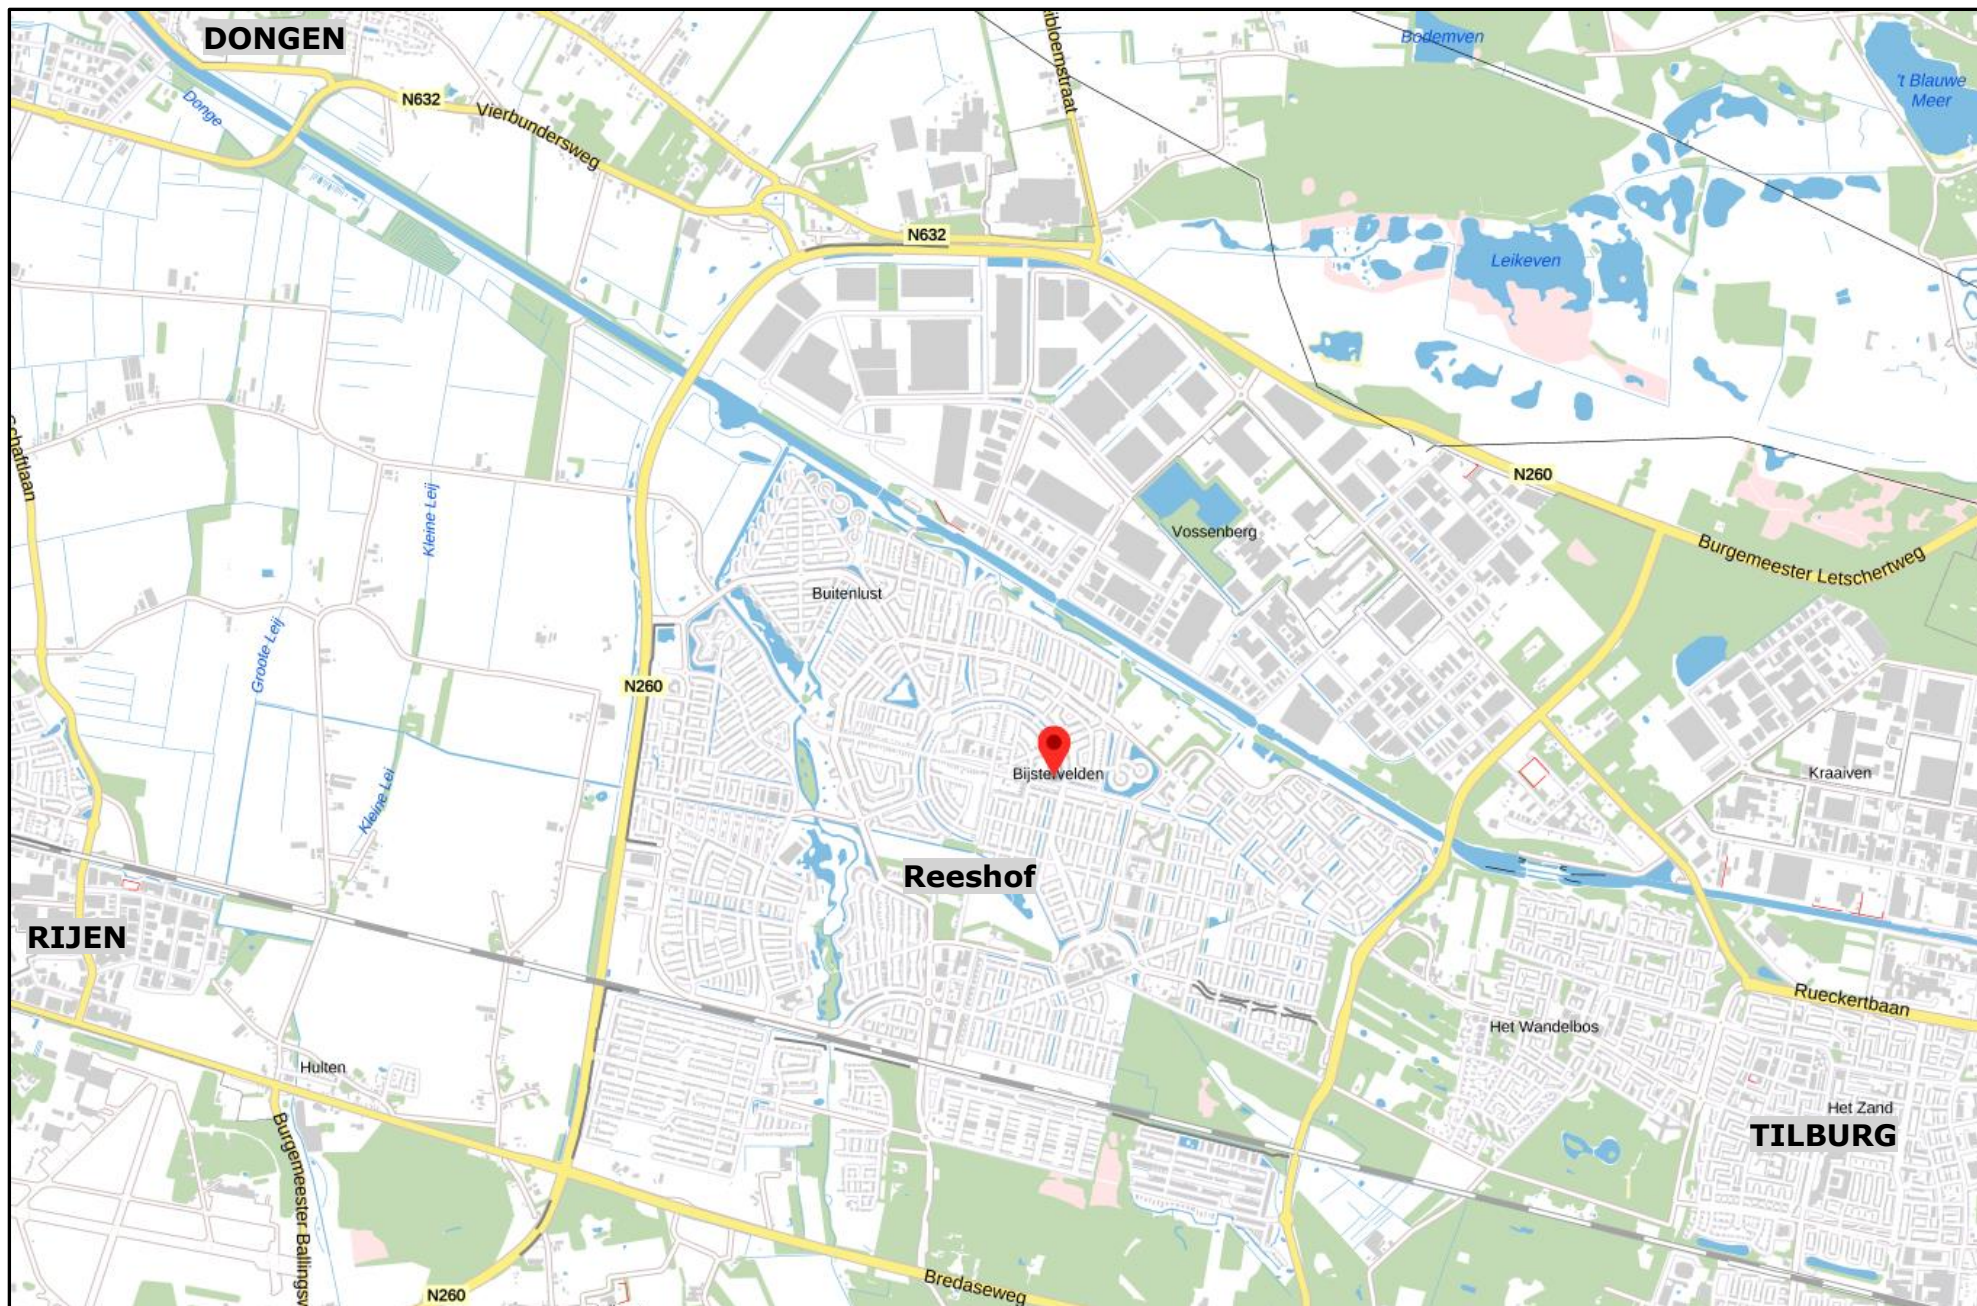 DONGEN
Bodemven
't Blauwe
Meer
Donge
N632
Vierbundersweg
N632
Leikeven
N260
Kleine Leij
Vossenberg
Burgemeester Letschertweg
Buitenlust
Groote Leij
N260
Bijstervelden
Kraaiven
Kleine Lei
Reeshof
RIJEN
Rueckertbaan
Het Wandelbos
Hulten
Het Zand
TILBURG
Bredaseweg
N260